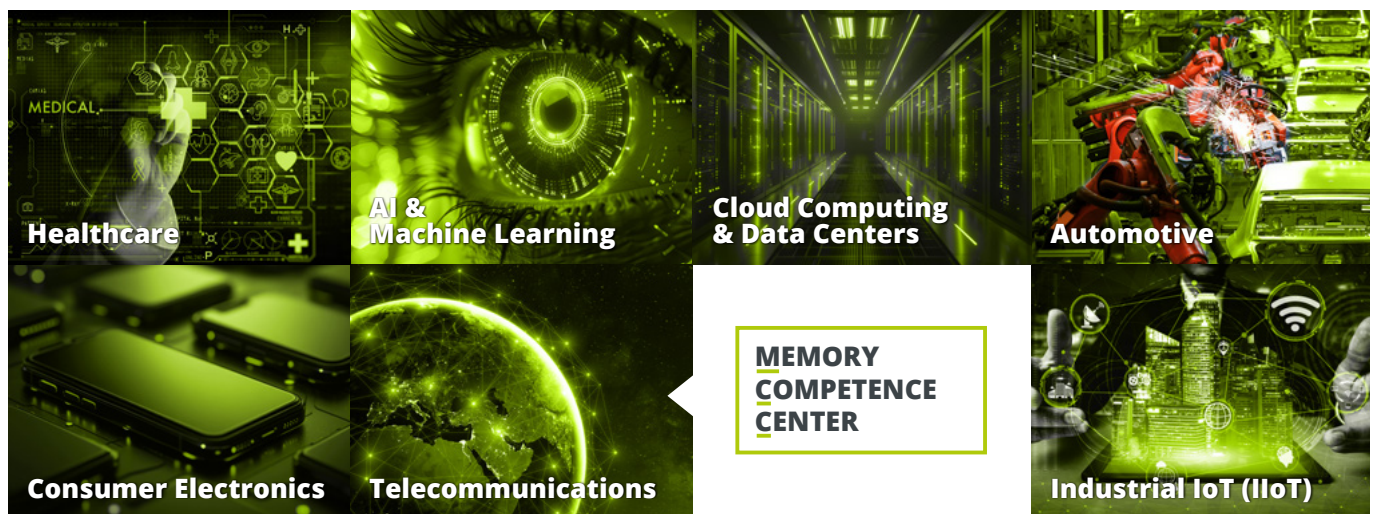 MEDICAL
H
P
Healthcare
AI &
Machine Learning
Cloud Computing
& Data Centers
Automotive
Consumer Electronics
Telecommunications
MEMORY
COMPETENCE
CENTER
Industrial IoT (IIoT)